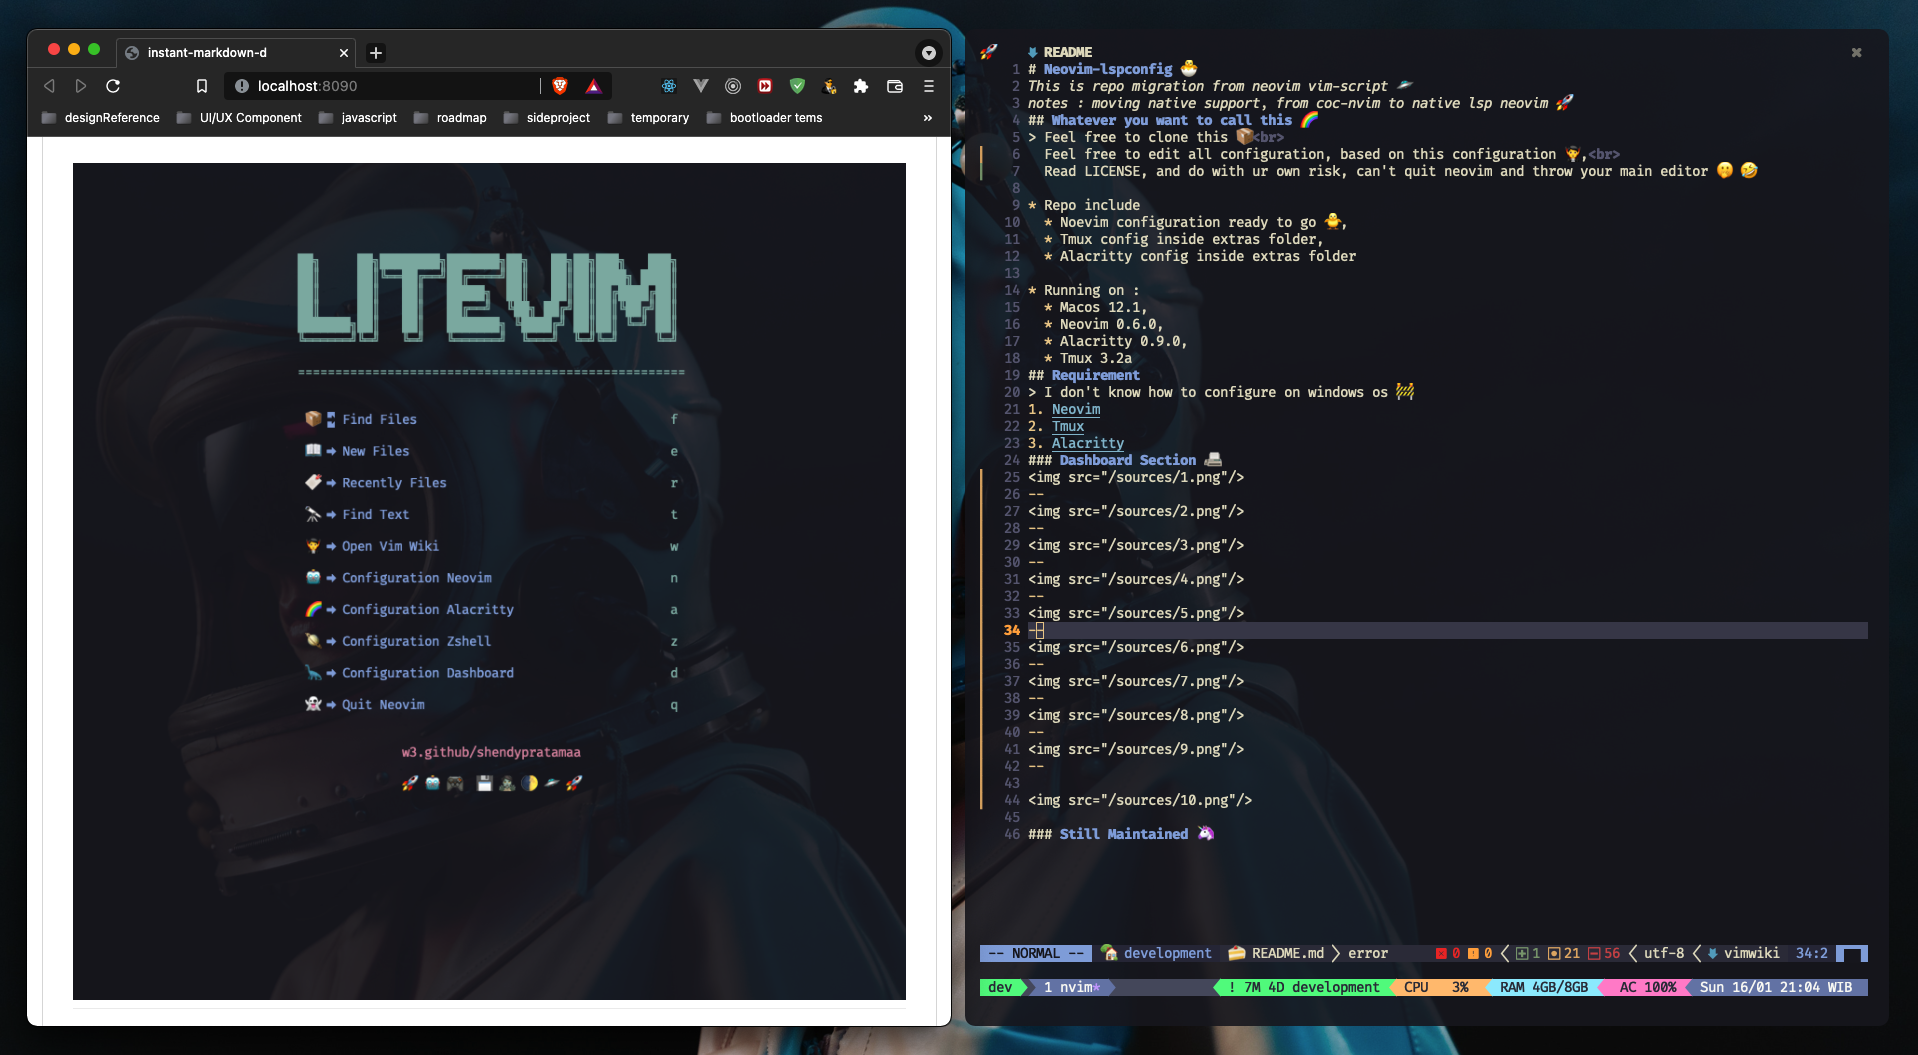 instant-markdown-d
localhost:8090
designReference UI/UX Component javascript roadmap sideproject temporary bootloader tems »
LITEVIM
================================================
Find Files f
New Files e
Recently Files r
Find Text t
Open Vim Wiki w
Configuration Neovim n
Configuration Alacritty a
Configuration Zshell z
Configuration Dashboard d
Quit Neovim q
w3.github/shendypratamaa
README
1 # Neovim-lspconfig 🐣
2 This is repo migration from neovim vim-script 🛸
3 notes : moving native support, from coc-nvim to native lsp neovim 🚀
4 ## Whatever you want to call this 🌈
5 > Feel free to clone this 📦<br>
6 Feel free to edit all configuration, based on this configuration 🤷,<br>
7 Read LICENSE, and do with ur own risk, can't quit neovim and throw your main editor 🤭 🤣
8
9 * Repo include
10 * Noevim configuration ready to go 🐥,
11 * Tmux config inside extras folder,
12 * Alacritty config inside extras folder
13
14 * Running on :
15 * Macos 12.1,
16 * Neovim 0.6.0,
17 * Alacritty 0.9.0,
18 * Tmux 3.2a
19 ## Requirement
20 > I don't know how to configure on windows os 🚧
21 1. Neovim
22 2. Tmux
23 3. Alacritty
24 ### Dashboard Section 📠
25 <img src="/sources/1.png"/>
26 --
27 <img src="/sources/2.png"/>
28 --
29 <img src="/sources/3.png"/>
30 --
31 <img src="/sources/4.png"/>
32 --
33 <img src="/sources/5.png"/>
34 --
35 <img src="/sources/6.png"/>
36 --
37 <img src="/sources/7.png"/>
38 --
39 <img src="/sources/8.png"/>
40 --
41 <img src="/sources/9.png"/>
42 --
43
44 <img src="/sources/10.png"/>
45
46 ### Still Maintained 🦄
-- NORMAL -- development README.md error 0 0 1 21 56 utf-8 vimwiki 34:2
dev 1 nvim* ! 7M 4D development CPU 3% RAM 4GB/8GB AC 100% Sun 16/01 21:04 WIB